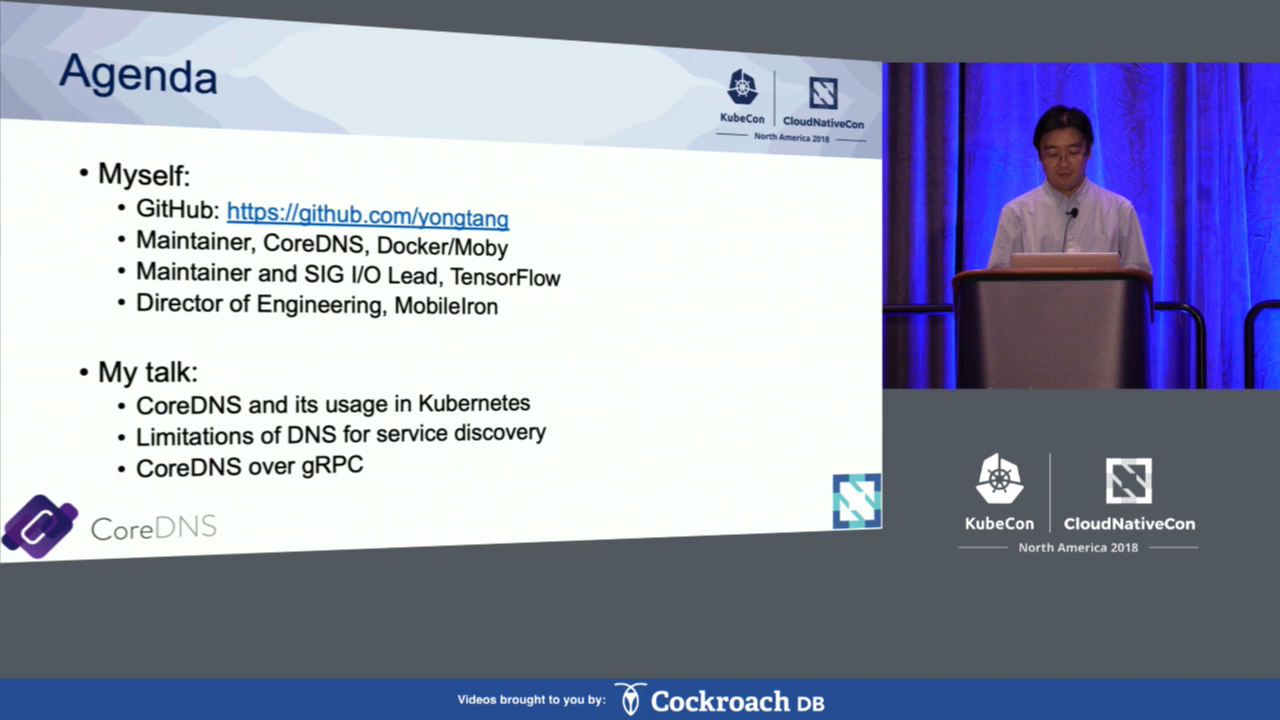 Agenda
KubeCon
CloudNativeCon
North America 2018
• Myself:
• GitHub: https://github.com/yongtang
• Maintainer, CoreDNS, Docker/Moby
• Maintainer and SIG I/O Lead, TensorFlow
• Director of Engineering, MobileIron
• My talk:
• CoreDNS and its usage in Kubernetes
• Limitations of DNS for service discovery
• CoreDNS over gRPC
CoreDNS
KubeCon
CloudNativeCon
North America 2018
Videos brought to you by:
Cockroach DB